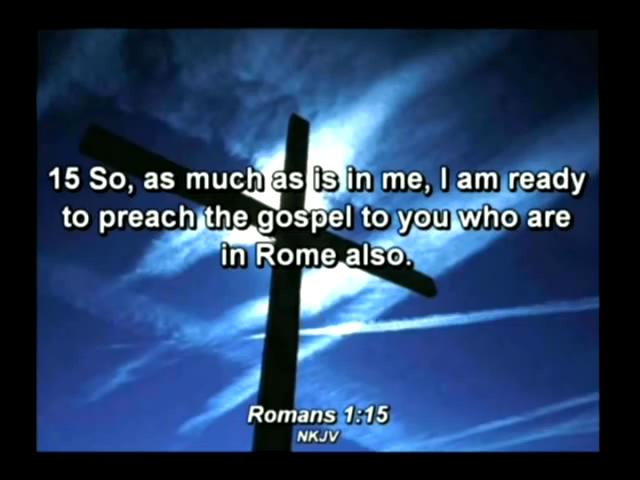 15 So, as much as is in me, I am ready
to preach the gospel to you who are
in Rome also.
Romans 1:15
NKJV